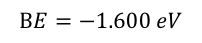 BE = −1.600 eV